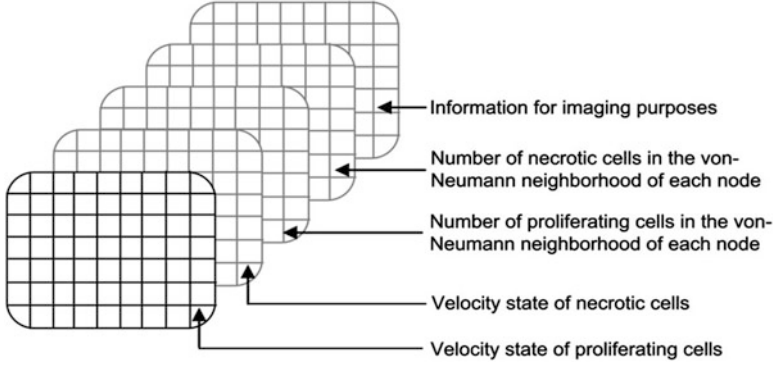 Information for imaging purposes
Number of necrotic cells in the von-
Neumann neighborhood of each node
Number of proliferating cells in the von-
Neumann neighborhood of each node
Velocity state of necrotic cells
Velocity state of proliferating cells